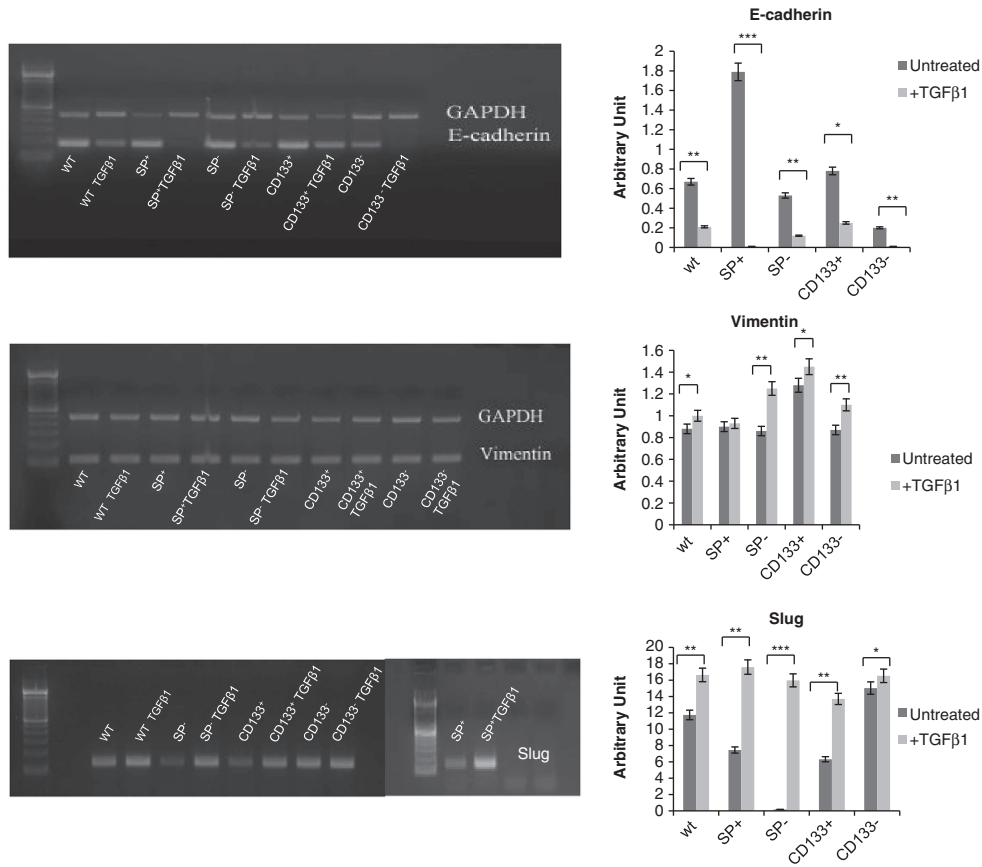 GAPDH
E-cadherin
WT
WT TGFβ1
SP+
SP+TGFβ1
SP-
SP- TGFβ1
CD133+
CD133+ TGFβ1
CD133-
CD133- TGFβ1
E-cadherin
***
**
**
*
**
2
1.8
1.6
1.4
1.2
1
0.8
0.6
0.4
0.2
0
Arbitrary Unit
wt
SP+
SP-
CD133+
CD133-
Untreated
+TGFβ1
GAPDH
Vimentin
WT
WT TGFβ1
SP+
SP+TGFβ1
SP-
SP- TGFβ1
CD133+
CD133+
TGFβ1
CD133-
CD133-
TGFβ1
Vimentin
*
**
*
**
1.6
1.4
1.2
1
0.8
0.6
0.4
0.2
0
Arbitrary Unit
wt
SP+
SP-
CD133+
CD133-
Untreated
+TGFβ1
WT
WT TGFβ1
SP-
SP- TGFβ1
CD133+
CD133+ TGFβ1
CD133-
CD133- TGFβ1
SP+
SP+TGFβ1
Slug
Slug
**
**
***
**
*
20
18
16
14
12
10
8
6
4
2
0
Arbitrary Unit
wt
SP+
SP-
CD133+
CD133-
Untreated
+TGFβ1